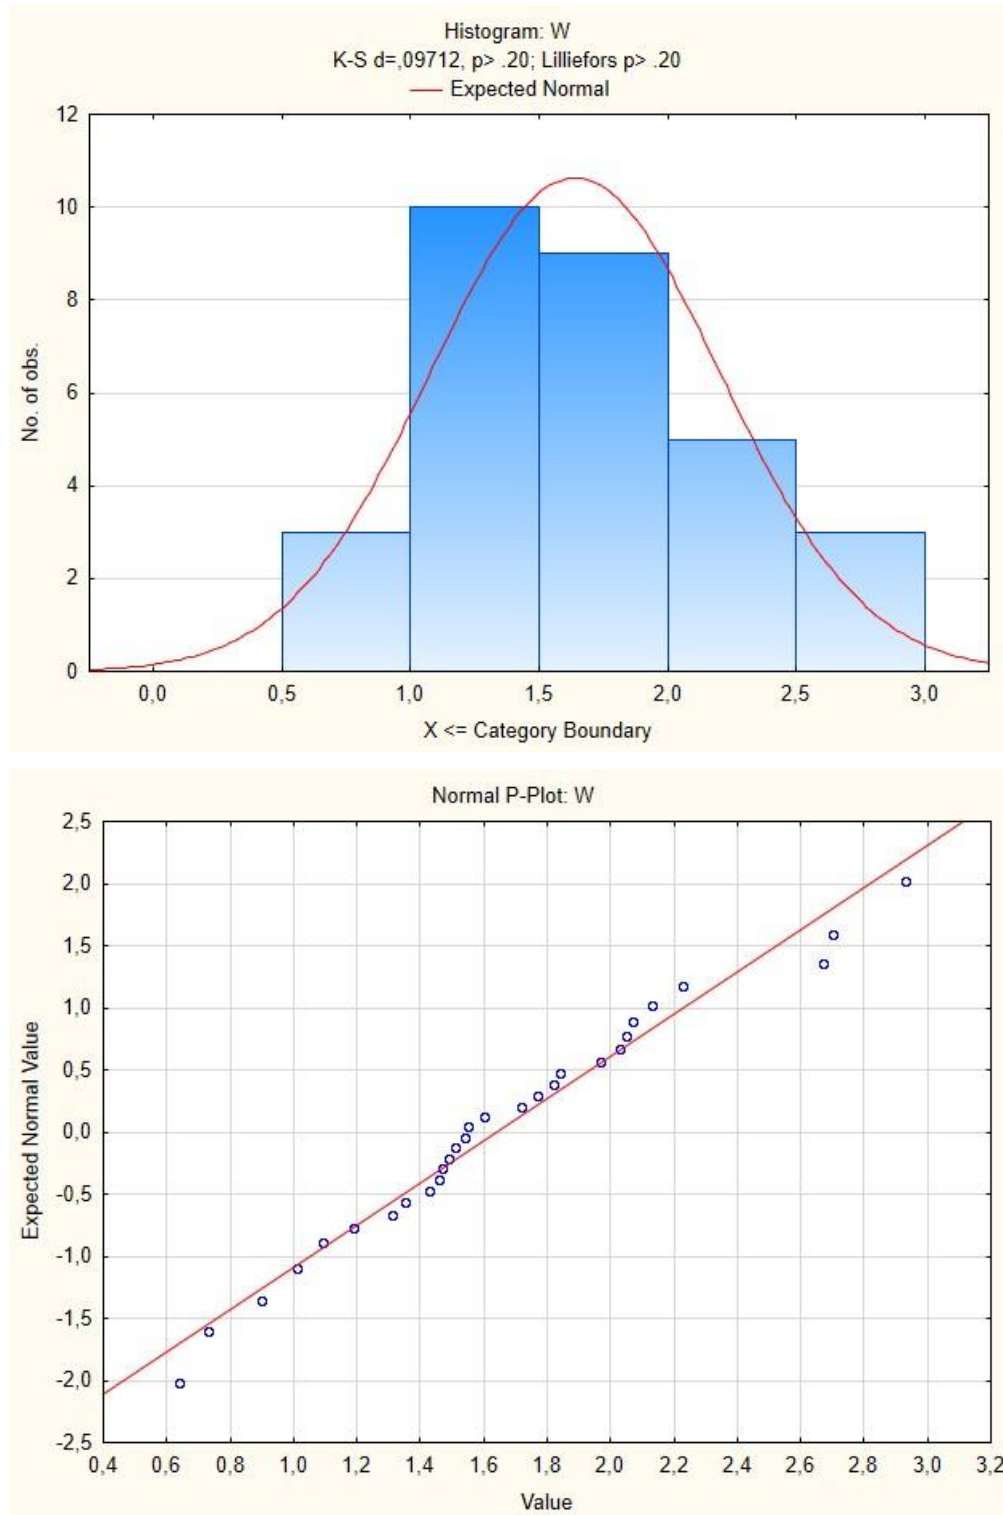 Histogram: W
K-S d=,09712, p> .20; Lilliefors p> .20
Expected Normal
12
10
8
6
4
2
0
No. of obs.
0,0 0,5 1,0 1,5 2,0 2,5 3,0
X <= Category Boundary
Normal P-Plot: W
2,5
2,0
1,5
1,0
0,5
0,0
-0,5
-1,0
-1,5
-2,0
-2,5
Expected Normal Value
0,4 0,6 0,8 1,0 1,2 1,4 1,6 1,8 2,0 2,2 2,4 2,6 2,8 3,0 3,2
Value